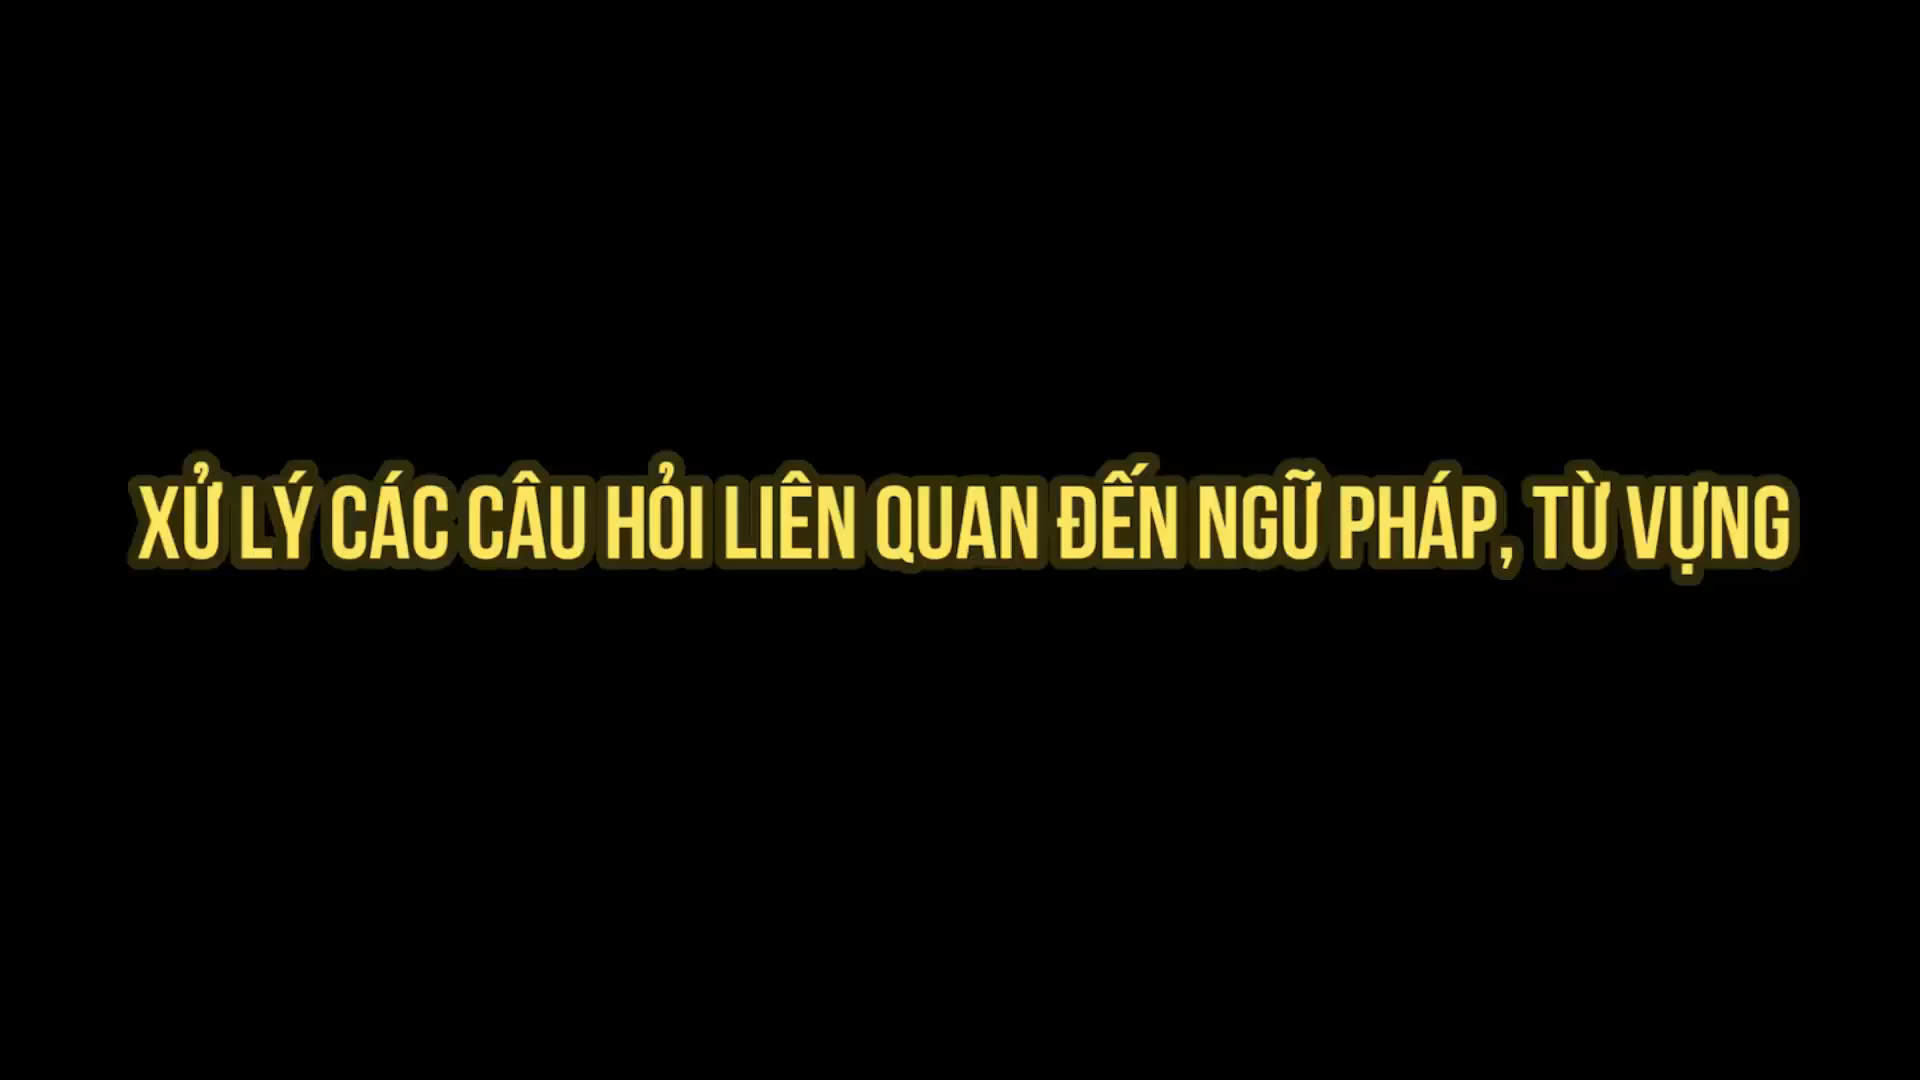 XỬ LÝ CÁC CÂU HỎI LIÊN QUAN ĐẾN NGỮ PHÁP, TỪ VỰNG